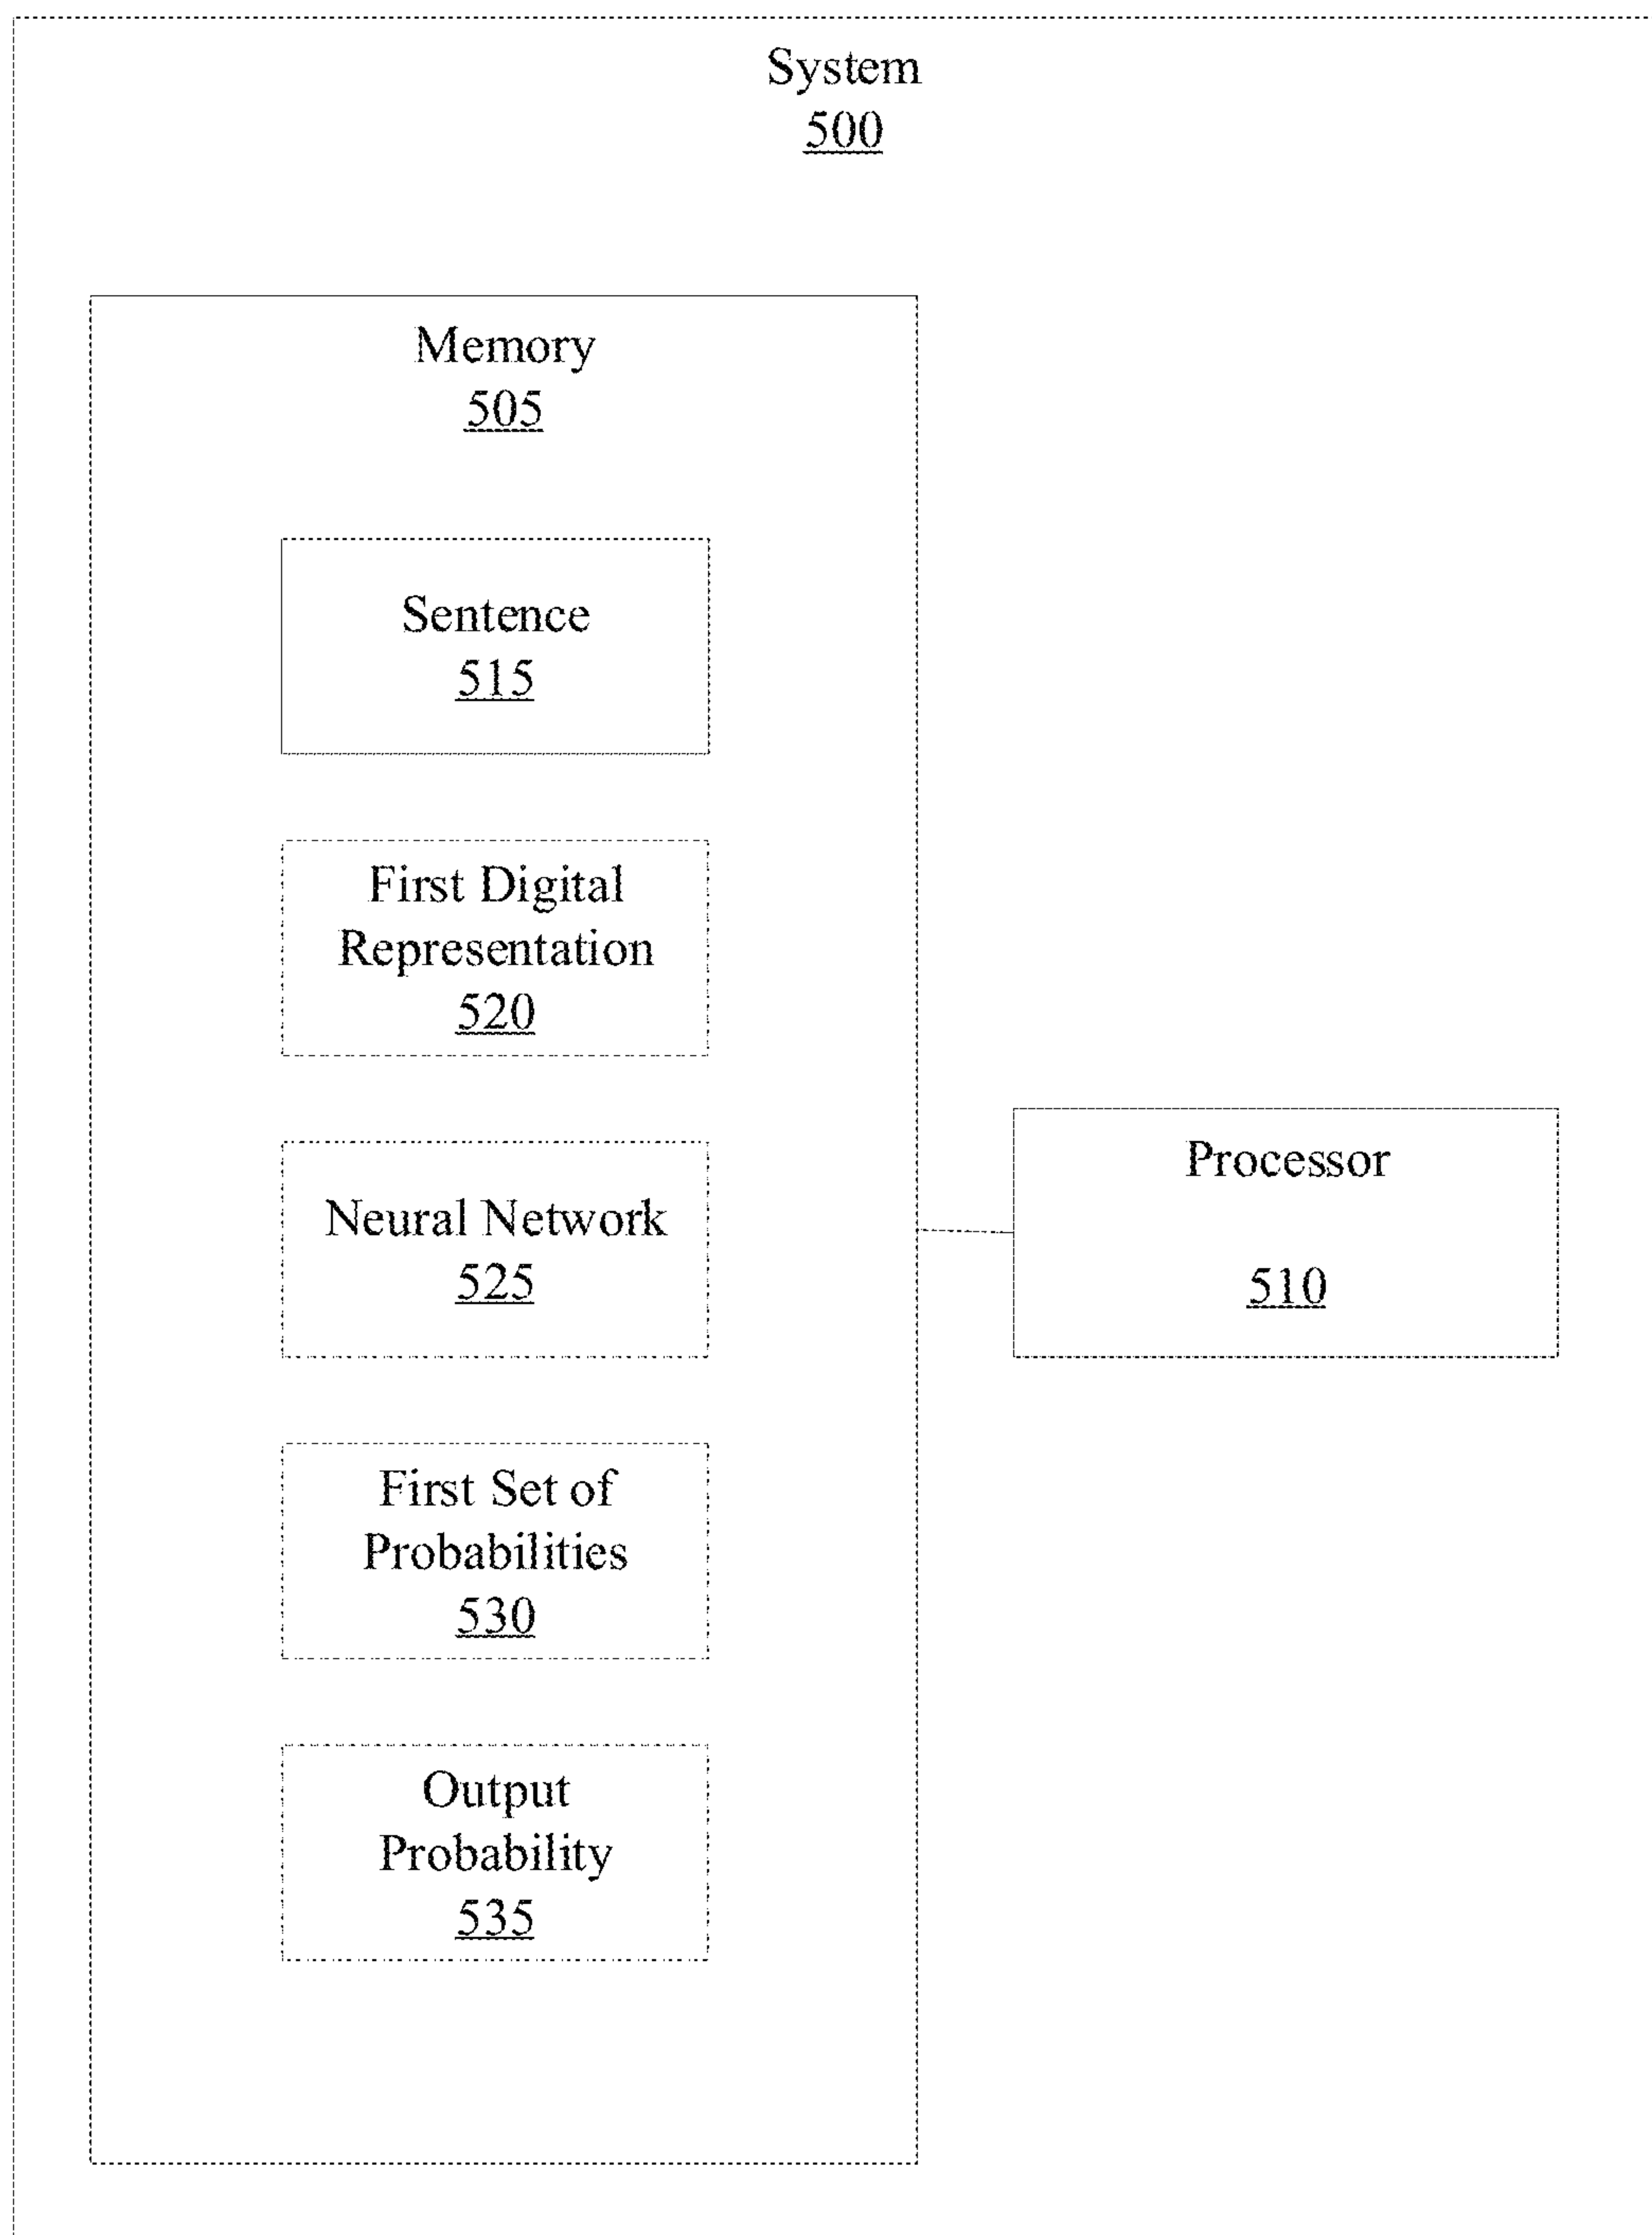 System
500
Memory
505
Sentence
515
First Digital
Representation
520
Neural Network
525
First Set of
Probabilities
530
Output
Probability
535
Processor
510